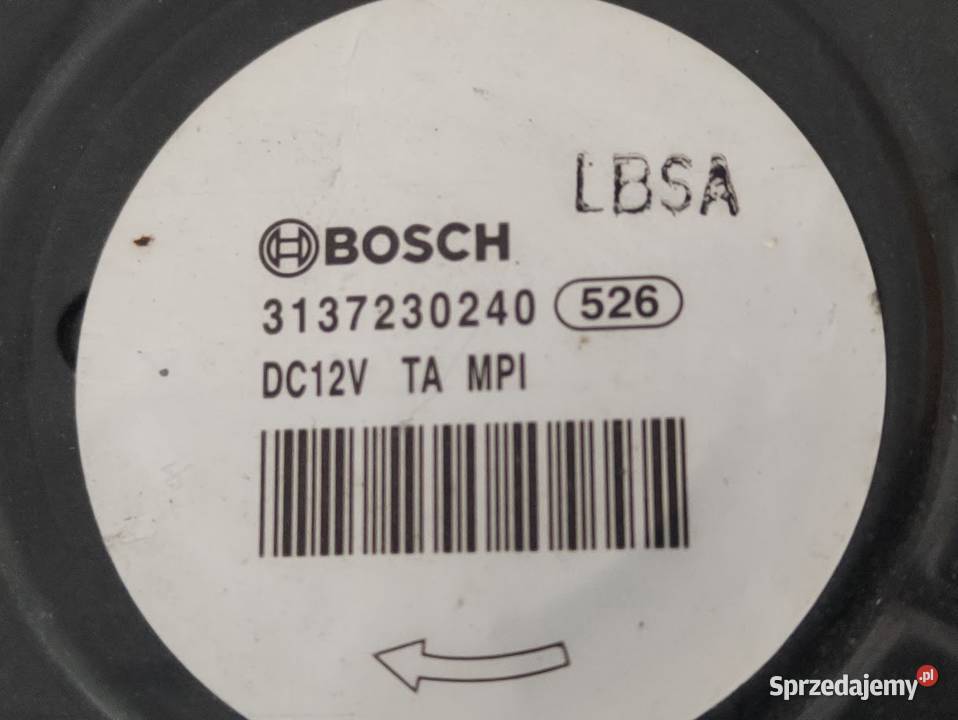 LBSA
BOSCH
3137230240 526
DC12V TA MPI
Sprzedajemy.pl